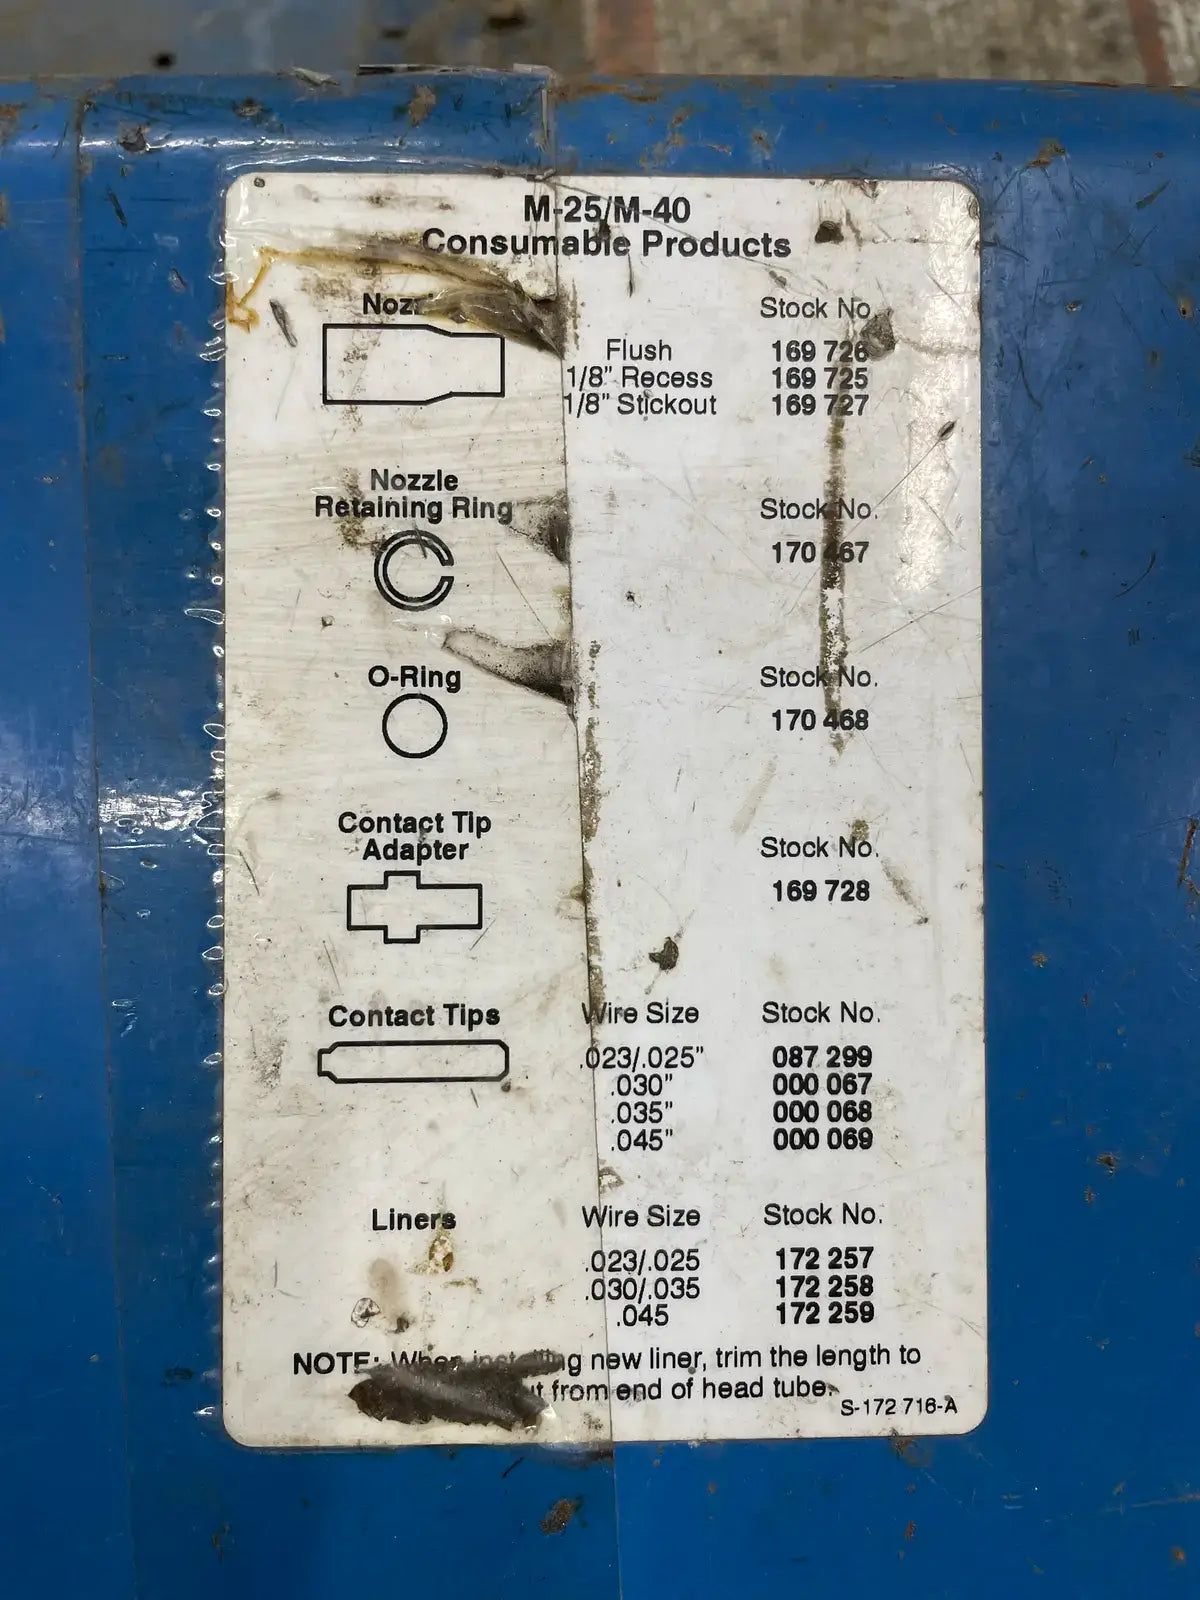 M-25/M-40
Consumable Products
Stock No.
Flush 169 726
1/8" Recess 169 725
1/8" Stickout 169 727
Nozzle
Retaining Ring Stock No.
170 467
O-Ring Stock No.
170 468
Contact Tip
Adapter Stock No.
169 728
Contact Tips Wire Size Stock No.
.023/.025" 087 299
.030" 000 067
.035" 000 068
.045" 000 069
Liners Wire Size Stock No.
.023/.025 172 257
.030/.035 172 258
.045 172 259
NOTE: When installing new liner, trim the length to
from end of head tube.
S-172 716-A